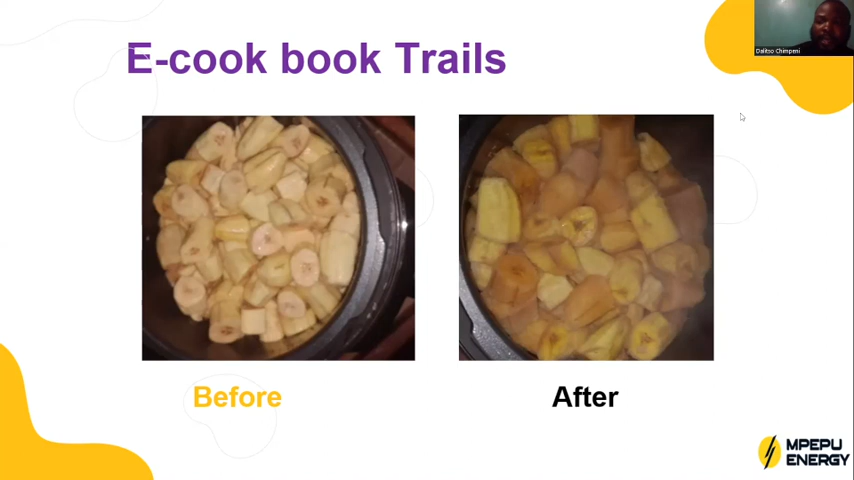 E-cook book Trails
Dalitso Chimpeni
Before
After
MPEPU
ENERGY